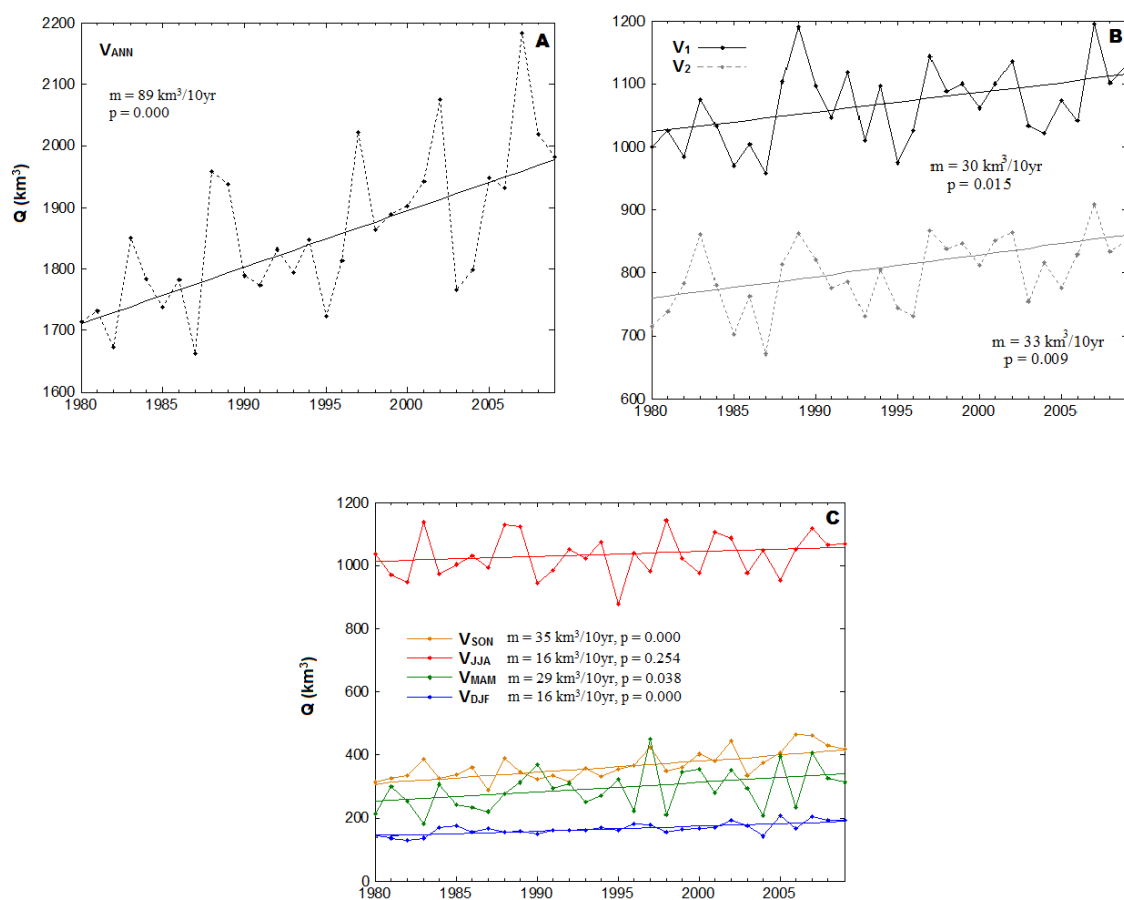 A
V_ANN
m = 89 km³/10yr
p = 0.000
Q (km³)
2200
2100
2000
1900
1800
1700
1600
1980 1985 1990 1995 2000 2005
B
V₁
V₂
m = 30 km³/10yr
p = 0.015
m = 33 km³/10yr
p = 0.009
1200
1100
1000
900
800
700
600
1980 1985 1990 1995 2000 2005
C
V_SON m = 35 km³/10yr, p = 0.000
V_JJA m = 16 km³/10yr, p = 0.254
V_MAM m = 29 km³/10yr, p = 0.038
V_DJF m = 16 km³/10yr, p = 0.000
Q (km³)
1200
1000
800
600
400
200
0
1980 1985 1990 1995 2000 2005